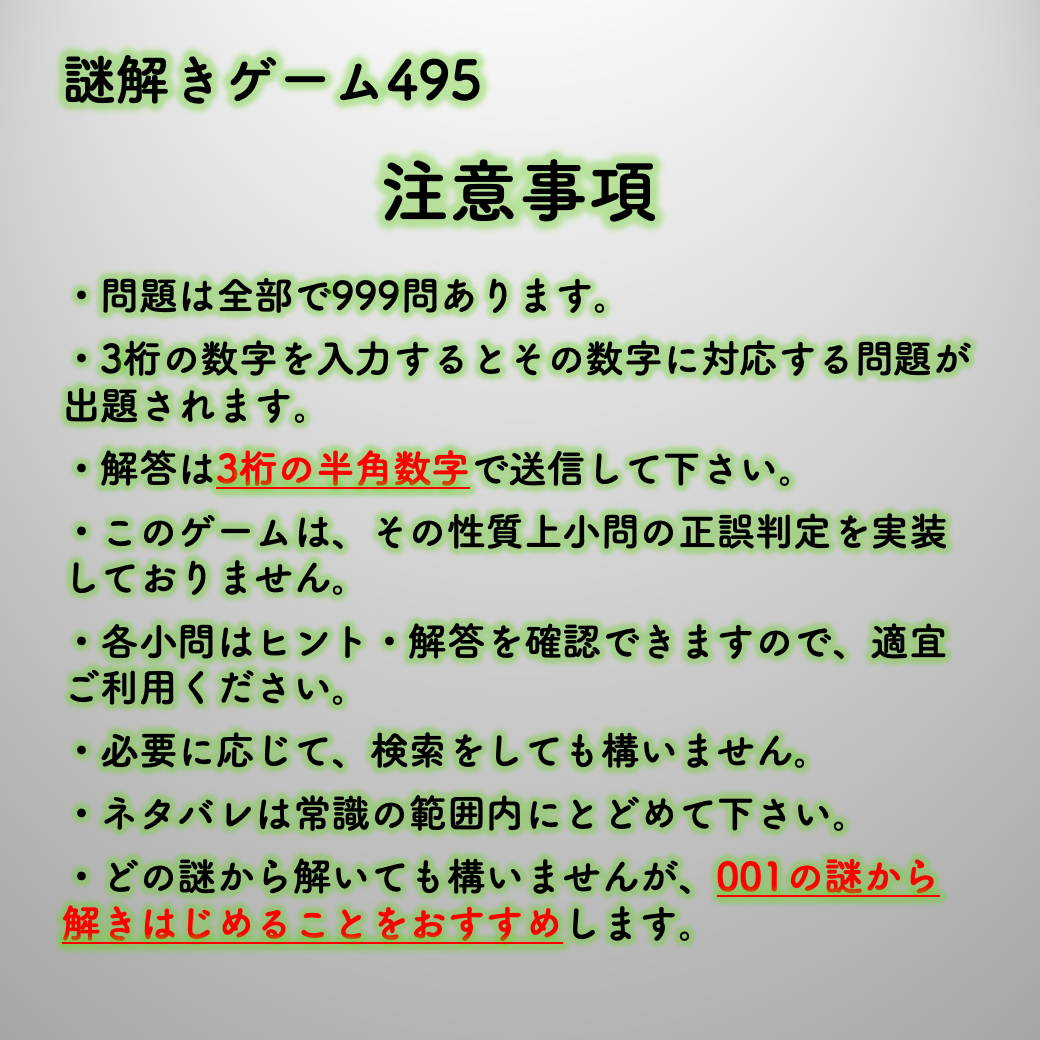 謎解きゲーム495
注意事項
・問題は全部で999問あります。
・3桁の数字を入力するとその数字に対応する問題が
出題されます。
・解答は3桁の半角数字で送信して下さい。
・このゲームは、その性質上小問の正誤判定を実装
しておりません。
・各小問はヒント・解答を確認できますので、適宜
ご利用ください。
・必要に応じて、検索をしても構いません。
・ネタバレは常識の範囲内にとどめて下さい。
・どの謎から解いても構いませんが、001の謎から
解きはじめることをおすすめします。